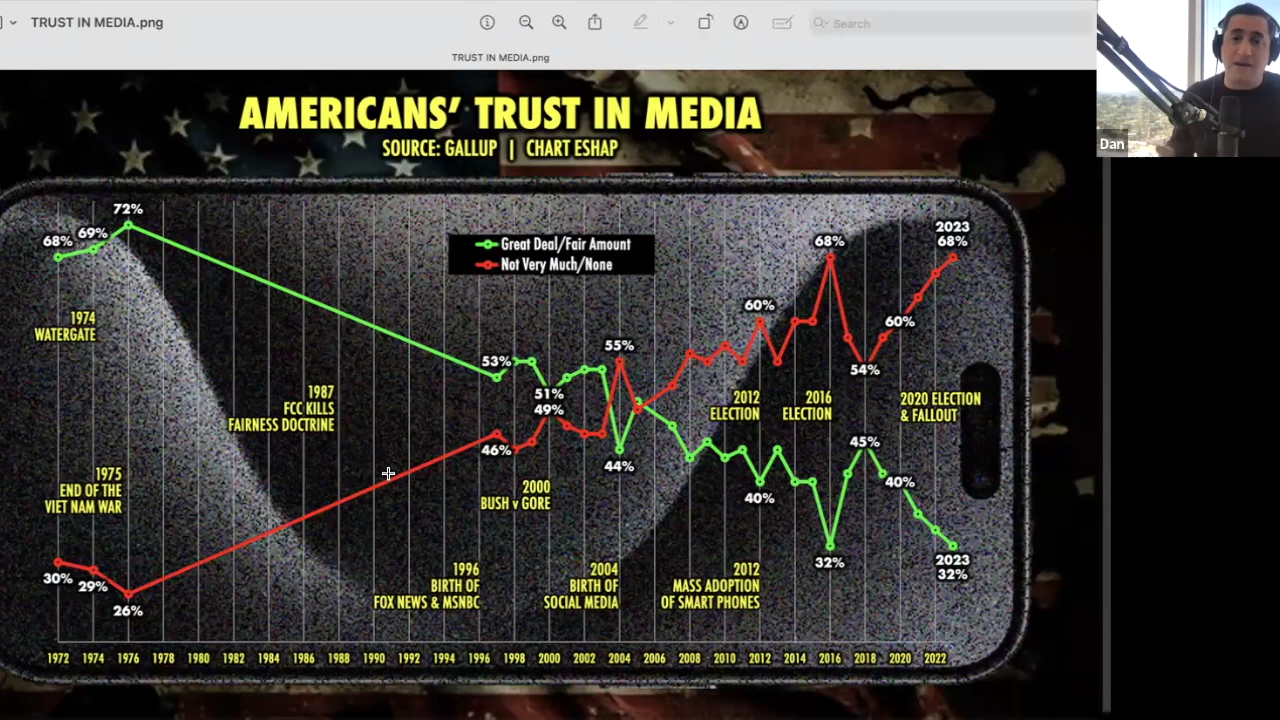 TRUST IN MEDIA.png
Search
TRUST IN MEDIA.png
Dan
AMERICANS' TRUST IN MEDIA
SOURCE: GALLUP | CHART ESHAP
Great Deal/Fair Amount
Not Very Much/None
68%
69%
72%
53%
51%
49%
55%
60%
68%
2023
68%
1974
WATERGATE
1987
FCC KILLS
FAIRNESS DOCTRINE
1975
END OF THE
VIET NAM WAR
46%
44%
2000
BUSH v GORE
2012
ELECTION
2016
ELECTION
54%
60%
2020 ELECTION
& FALLOUT
45%
40%
40%
32%
2023
32%
30%
29%
26%
1996
BIRTH OF
FOX NEWS & MSNBC
2004
BIRTH OF
SOCIAL MEDIA
2012
MASS ADOPTION
OF SMART PHONES
1972 1974 1976 1978 1980 1982 1984 1986 1988 1990 1992 1994 1996 1998 2000 2002 2004 2006 2008 2010 2012 2014 2016 2018 2020 2022